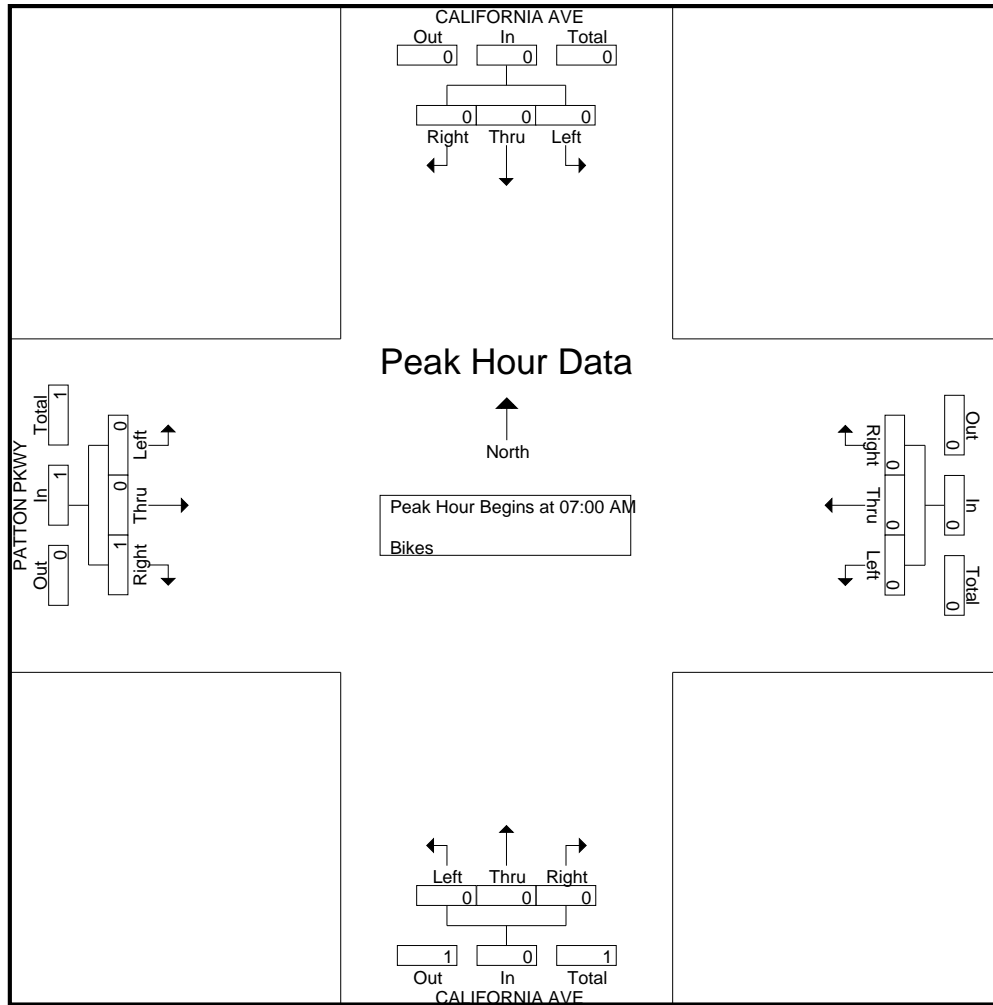 CALIFORNIA AVE
Out In Total
0 0 0
0 0 0
Right Thru Left
Peak Hour Data
North
Peak Hour Begins at 07:00 AM
Bikes
PATTON PKWY
Out In Total
0 1 1
1 0 0
Right Thru Left
Right Thru Left
0 0 0
Out In Total
0 0 0
Left Thru Right
0 0 0
1 0 1
Out In Total
CALIFORNIA AVE